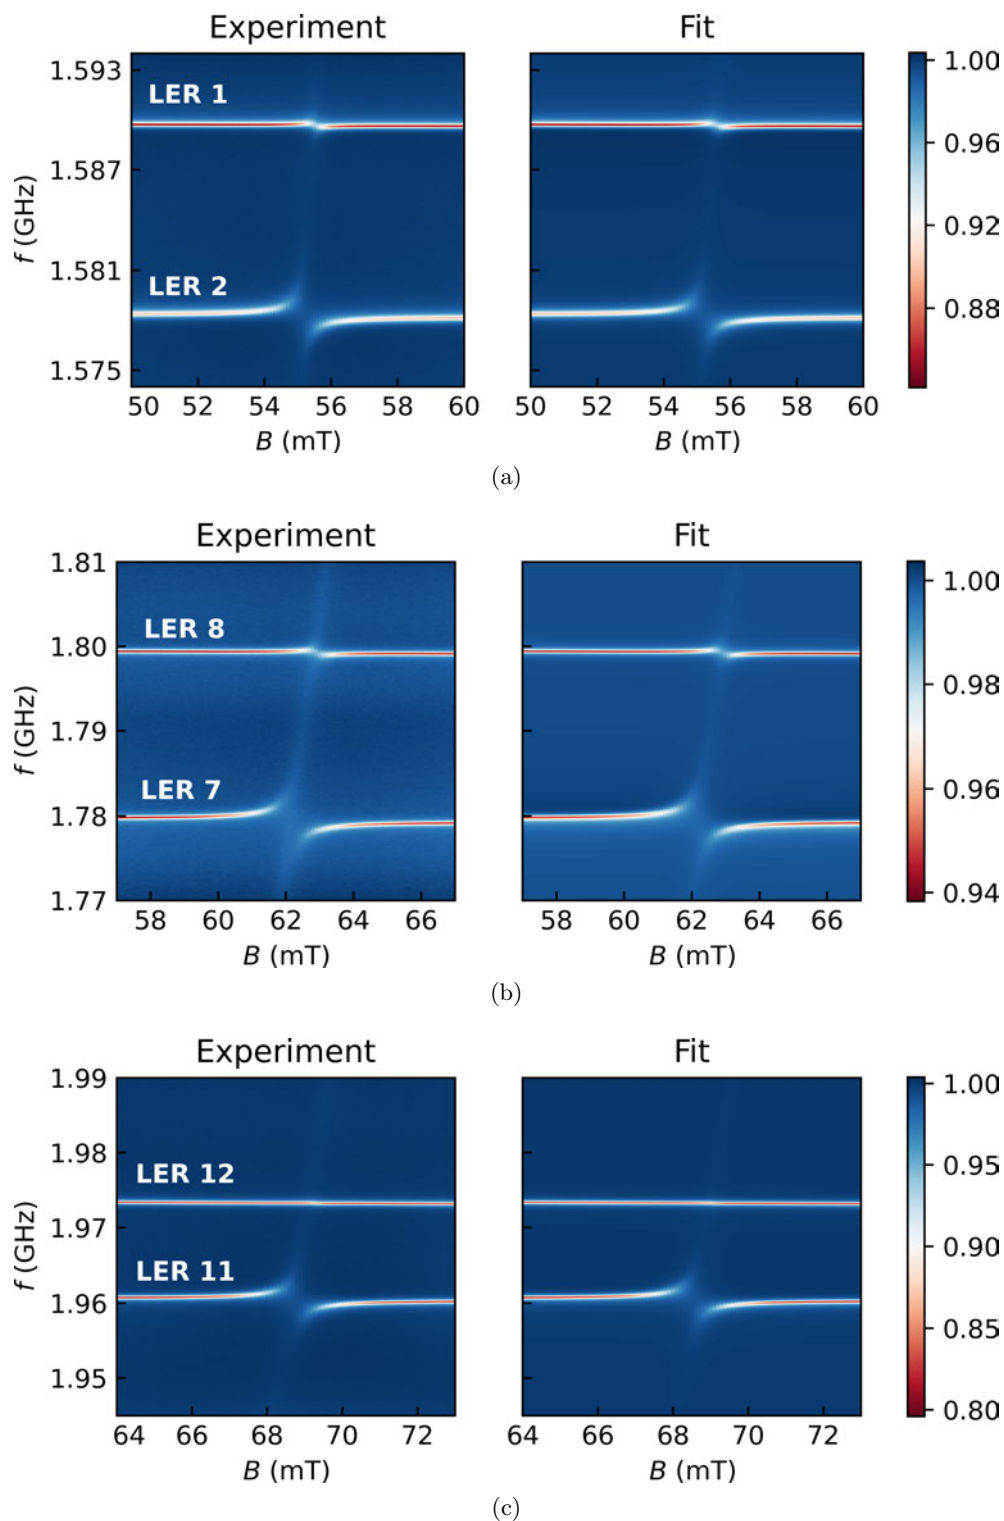 Experiment Fit
1.593
1.587
1.581
1.575
f (GHz)
LER 1
LER 2
50 52 54 56 58 60
B (mT)
50 52 54 56 58 60
B (mT)
1.00
0.96
0.92
0.88
(a)
Experiment Fit
1.81
1.80
1.79
1.78
1.77
f (GHz)
LER 8
LER 7
58 60 62 64 66
B (mT)
58 60 62 64 66
B (mT)
1.00
0.98
0.96
0.94
(b)
Experiment Fit
1.99
1.98
1.97
1.96
1.95
f (GHz)
LER 12
LER 11
64 66 68 70 72
B (mT)
64 66 68 70 72
B (mT)
1.00
0.95
0.90
0.85
0.80
(c)